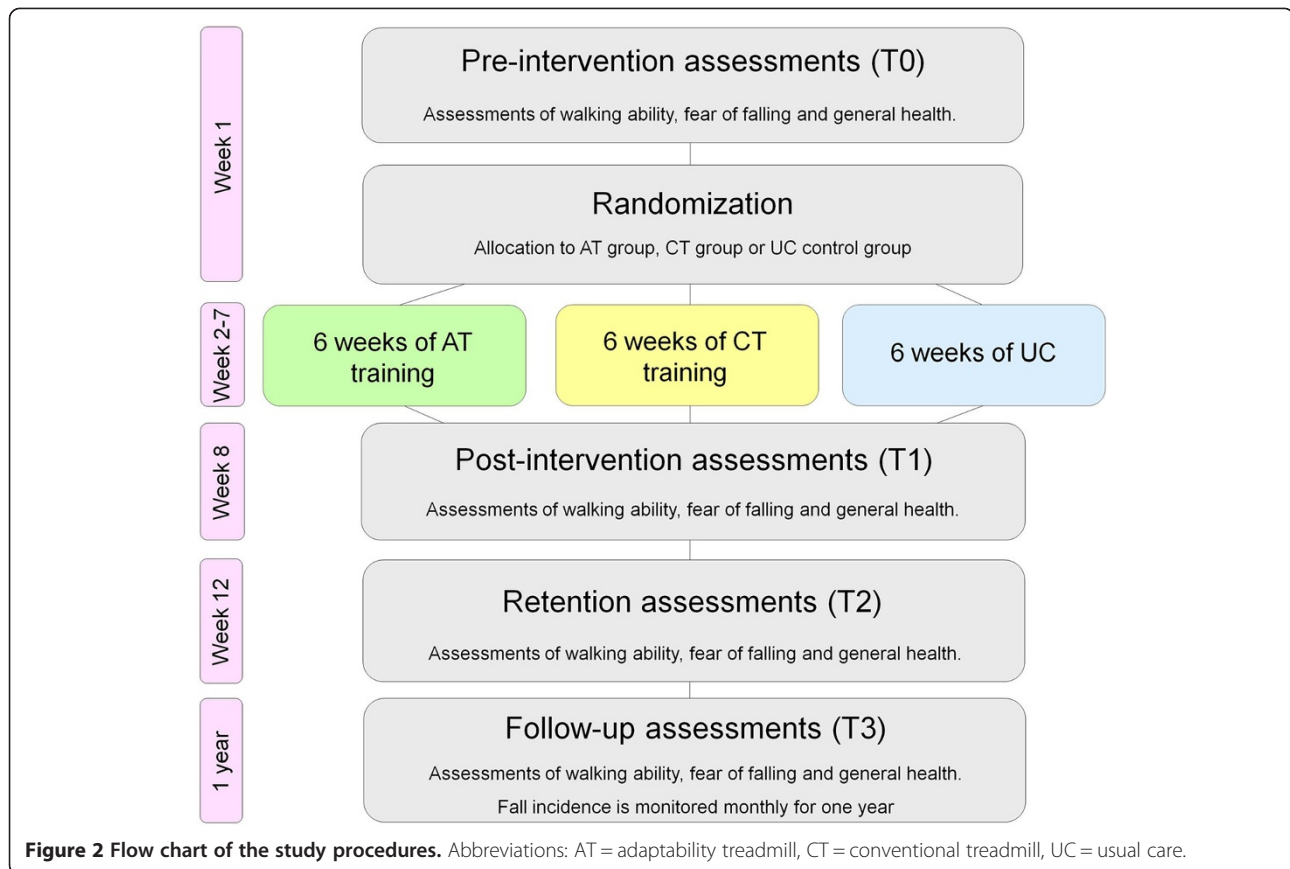 Week 1
Pre-intervention assessments (T0)
Assessments of walking ability, fear of falling and general health.
Randomization
Allocation to AT group, CT group or UC control group
Week 2-7
6 weeks of AT
training
6 weeks of CT
training
6 weeks of UC
Week 8
Post-intervention assessments (T1)
Assessments of walking ability, fear of falling and general health.
Week 12
Retention assessments (T2)
Assessments of walking ability, fear of falling and general health.
1 year
Follow-up assessments (T3)
Assessments of walking ability, fear of falling and general health.
Fall incidence is monitored monthly for one year
Figure 2 Flow chart of the study procedures. Abbreviations: AT = adaptability treadmill, CT = conventional treadmill, UC = usual care.